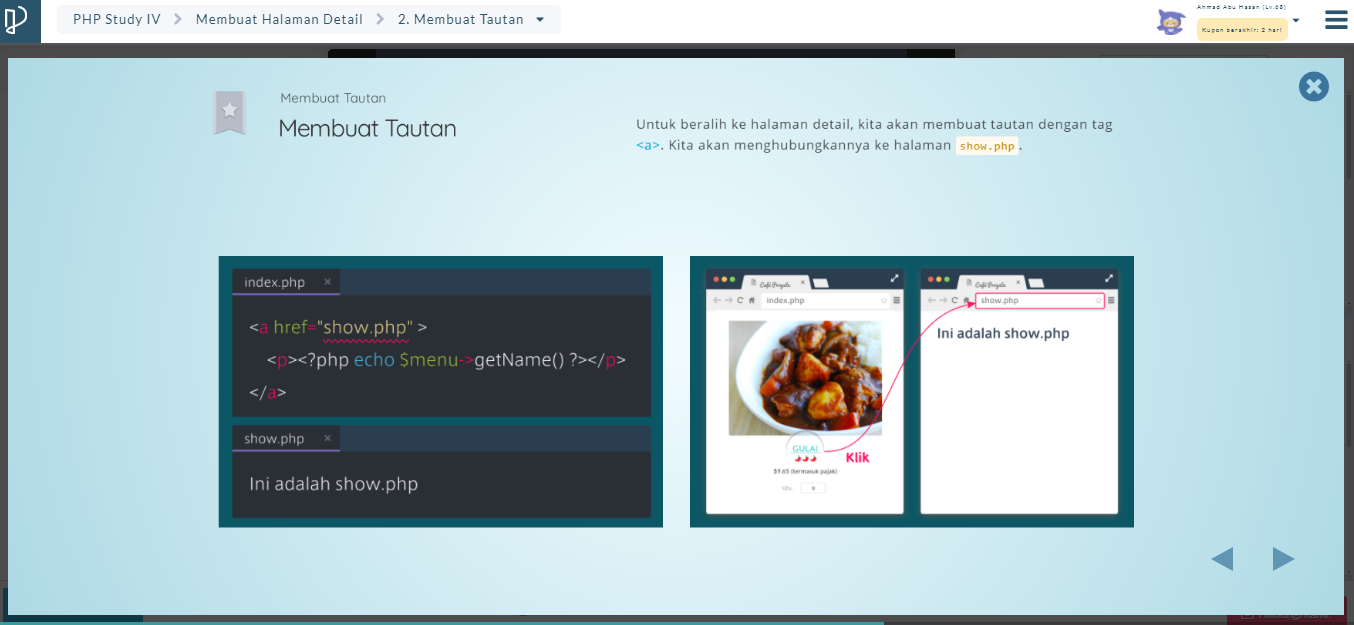 PHP Study IV
Membuat Halaman Detail
2. Membuat Tautan
Ahmad Abu Hasan (Lv.68)
Kupon berakhir: 2 hari
Membuat Tautan
Membuat Tautan
Untuk beralih ke halaman detail, kita akan membuat tautan dengan tag
<a>. Kita akan menghubungkannya ke halaman show.php.
index.php ×
<a href="show.php" >
<p><?php echo $menu->getName() ?></p>
</a>
show.php ×
Ini adalah show.php
Café Progate ×
index.php
GULAI
Klik
$9.65 (termasuk pajak)
Qty: 0
Café Progate ×
show.php
Ini adalah show.php